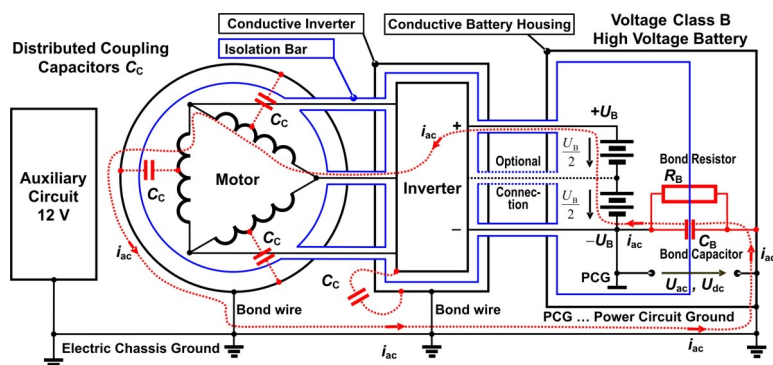 Conductive Inverter
Conductive Battery Housing
Voltage Class B
High Voltage Battery
Distributed Coupling
Capacitors CC
Isolation Bar
CC
iac
+
+UB
UB
2
Optional
Connec-
tion
Bond Resistor
RB
Auxiliary
Circuit
12 V
Motor
CC
Inverter
UB
2
CC
−
−UB
iac
CB
iac
Bond Capacitor
iac
CC
PCG
Uac , Udc
Bond wire
Bond wire
PCG ... Power Circuit Ground
Electric Chassis Ground
iac
iac